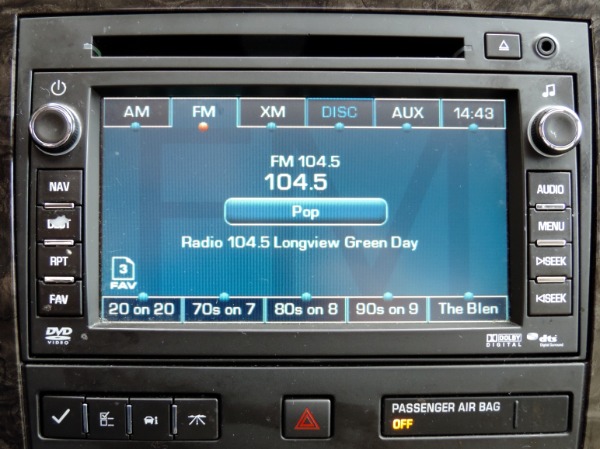 AM FM XM DISC AUX 14:43
FM 104.5
104.5
Pop
Radio 104.5 Longview Green Day
3
FAV
20 on 20 70s on 7 80s on 8 90s on 9 The Blen
NAV
RPT
FAV
AUDIO
MENU
SEEK
SEEK
DVD
VIDEO
DOLBY
DIGITAL
dts
Digital Surround
PASSENGER AIR BAG
OFF